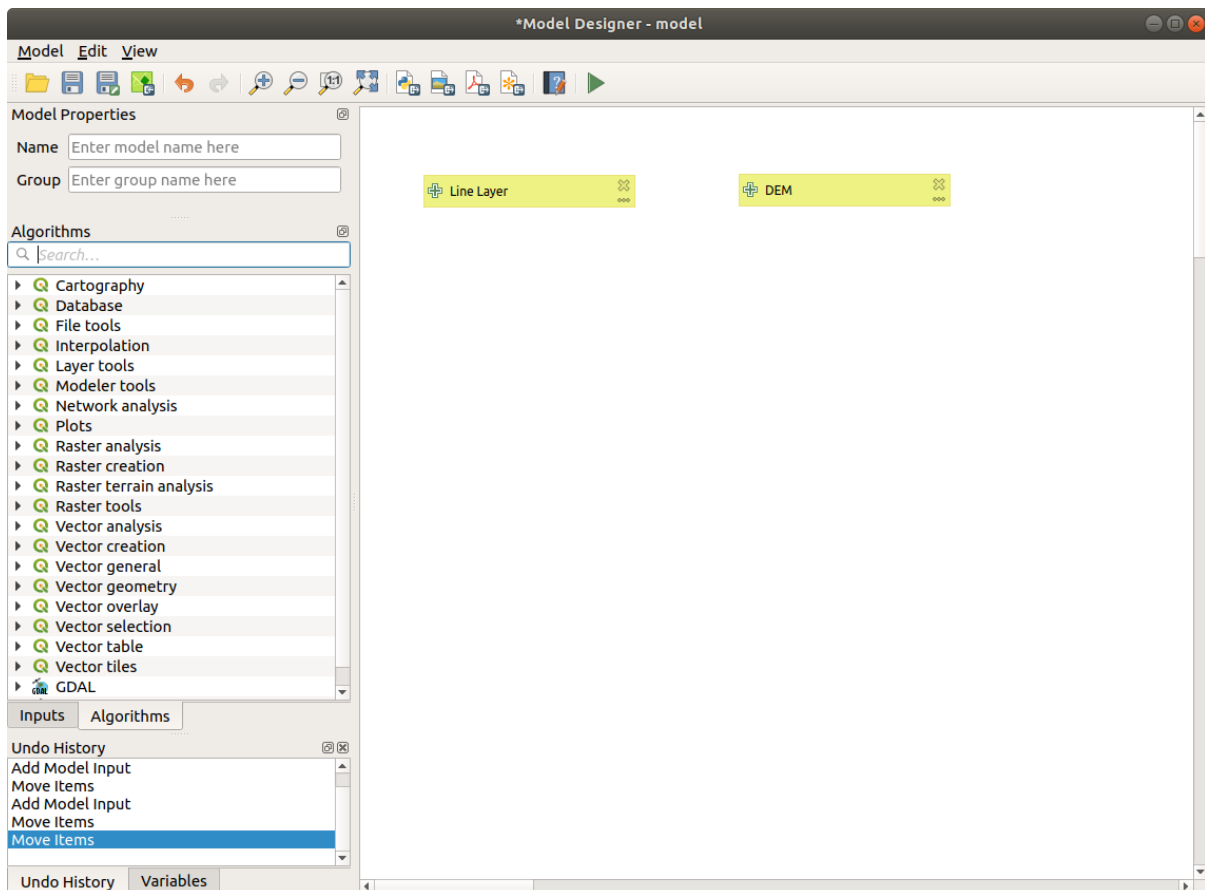 *Model Designer - model
Model Edit View
Model Properties
Name Enter model name here
Group Enter group name here
Algorithms
Search...
Cartography
Database
File tools
Interpolation
Layer tools
Modeler tools
Network analysis
Plots
Raster analysis
Raster creation
Raster terrain analysis
Raster tools
Vector analysis
Vector creation
Vector general
Vector geometry
Vector overlay
Vector selection
Vector table
Vector tiles
GDAL GDAL
Inputs Algorithms
Undo History
Add Model Input
Move Items
Add Model Input
Move Items
Move Items
Undo History Variables
1:1
Line Layer
DEM